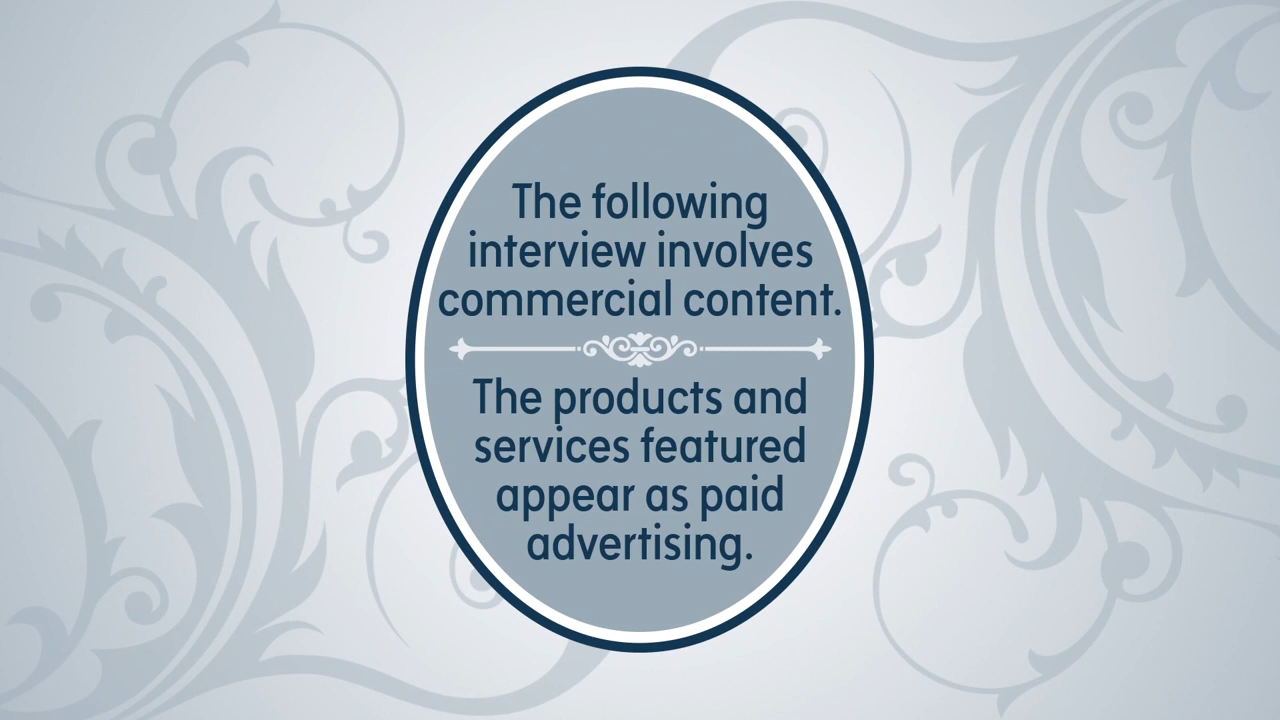 The following
interview involves
commercial content.
The products and
services featured
appear as paid
advertising.